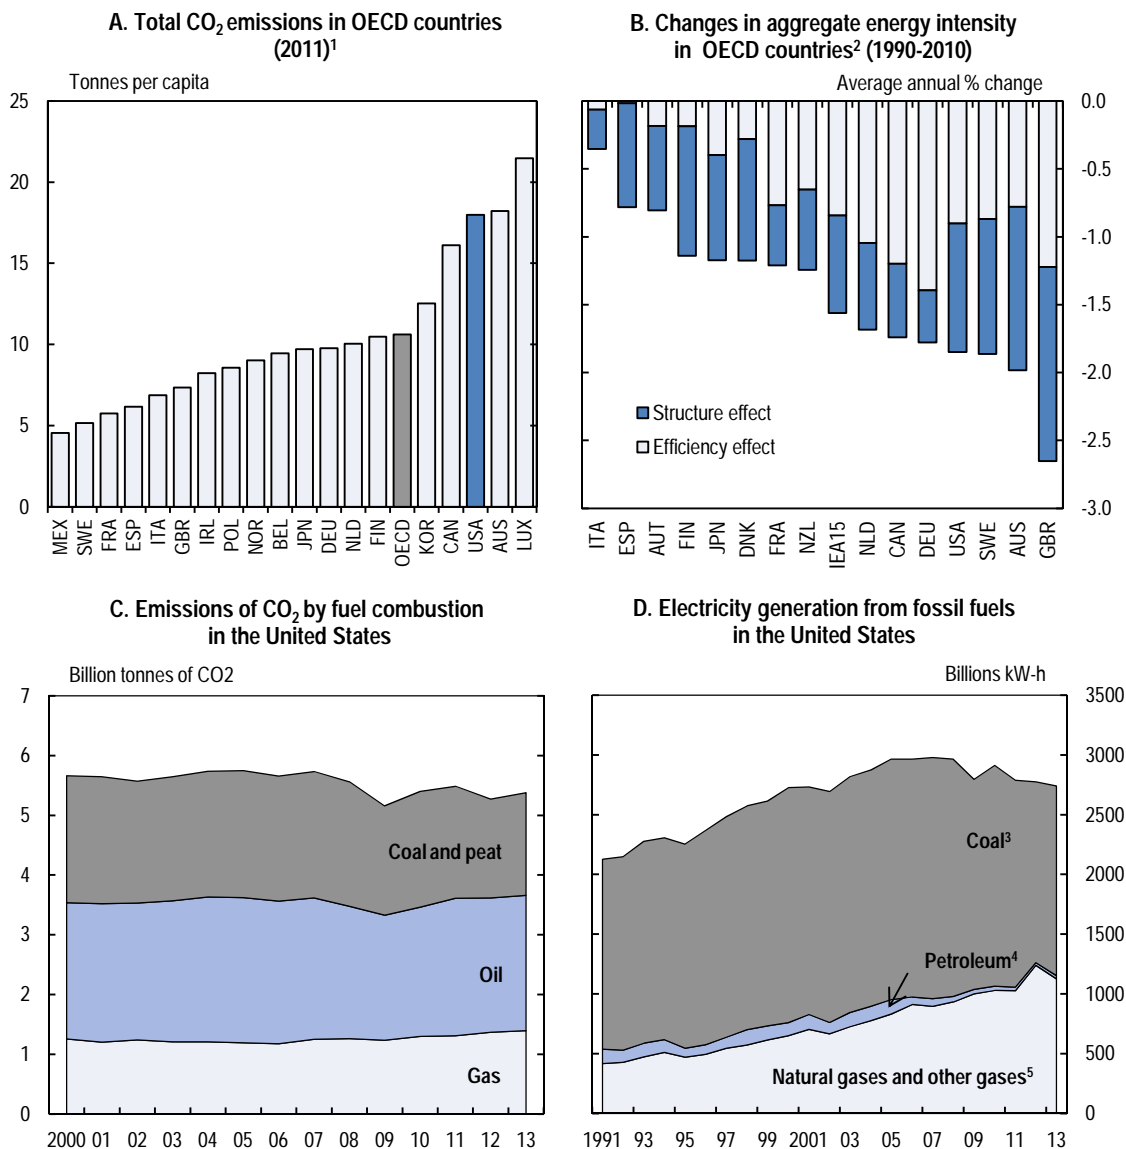 A. Total CO2 emissions in OECD countries
(2011)1
Tonnes per capita
25
20
15
10
5
0
MEX
SWE
FRA
ESP
ITA
GBR
IRL
POL
NOR
BEL
JPN
DEU
NLD
FIN
OECD
KOR
CAN
USA
AUS
LUX
B. Changes in aggregate energy intensity
in OECD countries2 (1990-2010)
Average annual % change
0.0
-0.5
-1.0
-1.5
-2.0
-2.5
-3.0
Structure effect
Efficiency effect
ITA
ESP
AUT
FIN
JPN
DNK
FRA
NZL
IEA15
NLD
CAN
DEU
USA
SWE
AUS
GBR
C. Emissions of CO2 by fuel combustion
in the United States
Billion tonnes of CO2
7
6
5
4
3
2
1
0
Coal and peat
Oil
Gas
2000 01 02 03 04 05 06 07 08 09 10 11 12 13
D. Electricity generation from fossil fuels
in the United States
Billions kW-h
3500
3000
2500
2000
1500
1000
500
0
Coal3
Petroleum4
Natural gases and other gases5
1991 93 95 97 99 2001 03 05 07 09 11 13